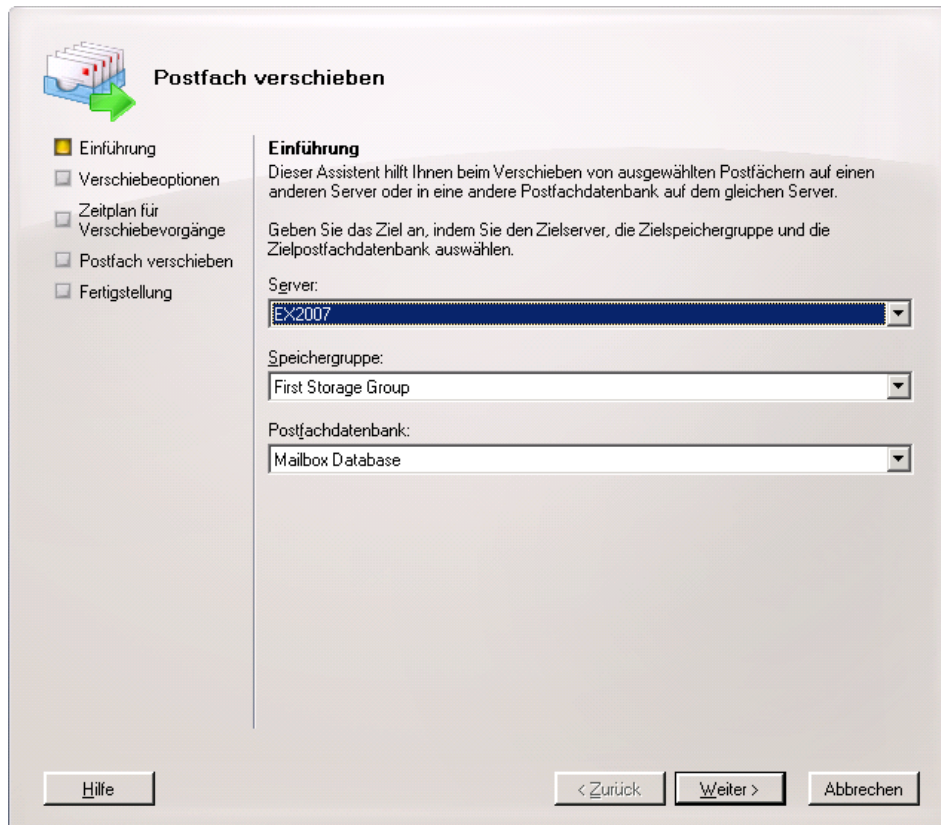 Postfach verschieben
Einführung
Verschiebeoptionen
Zeitplan für
Verschiebevorgänge
Postfach verschieben
Fertigstellung
Einführung
Dieser Assistent hilft Ihnen beim Verschieben von ausgewählten Postfächern auf einen
anderen Server oder in eine andere Postfachdatenbank auf dem gleichen Server.
Geben Sie das Ziel an, indem Sie den Zielserver, die Zielspeichergruppe und die
Zielpostfachdatenbank auswählen.
Server:
EX2007
Speichergruppe:
First Storage Group
Postfachdatenbank:
Mailbox Database
Hilfe
< Zurück
Weiter >
Abbrechen